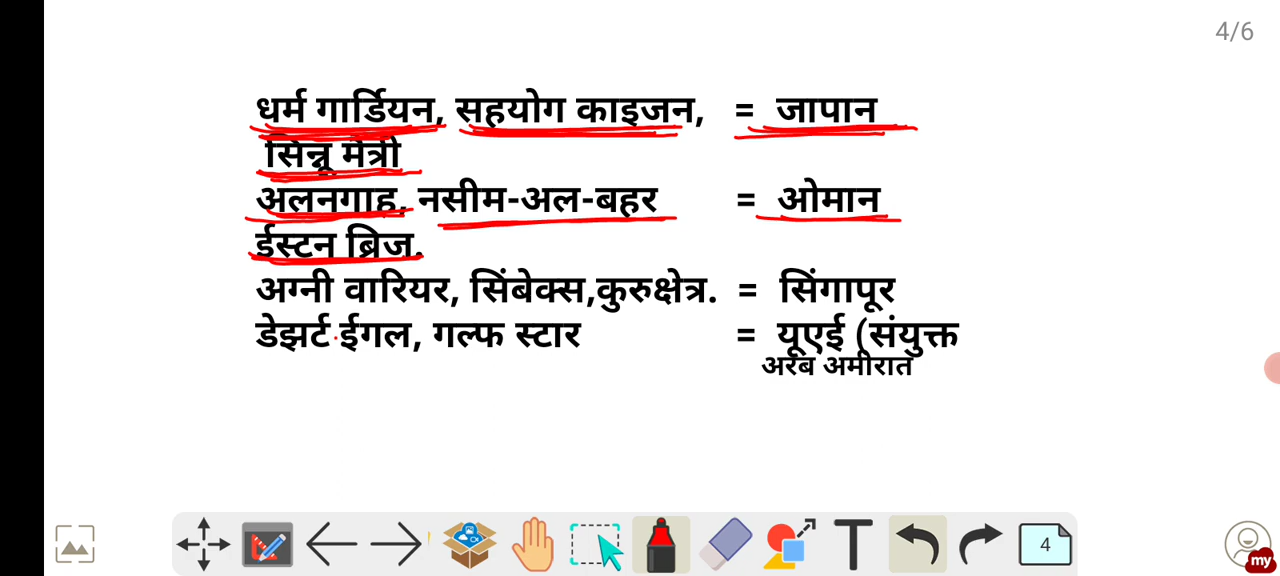 4/6
धर्म गार्डियन, सहयोग काइजन, = जापान
सिन्नू मैत्री
अलनगाह, नसीम-अल-बहर = ओमान
ईस्टन ब्रिज.
अग्नी वारियर, सिंबेक्स,कुरुक्षेत्र. = सिंगापूर
डेझर्ट ईगल, गल्फ स्टार = यूएई (संयुक्त
अरब अमीरात
T
4
my